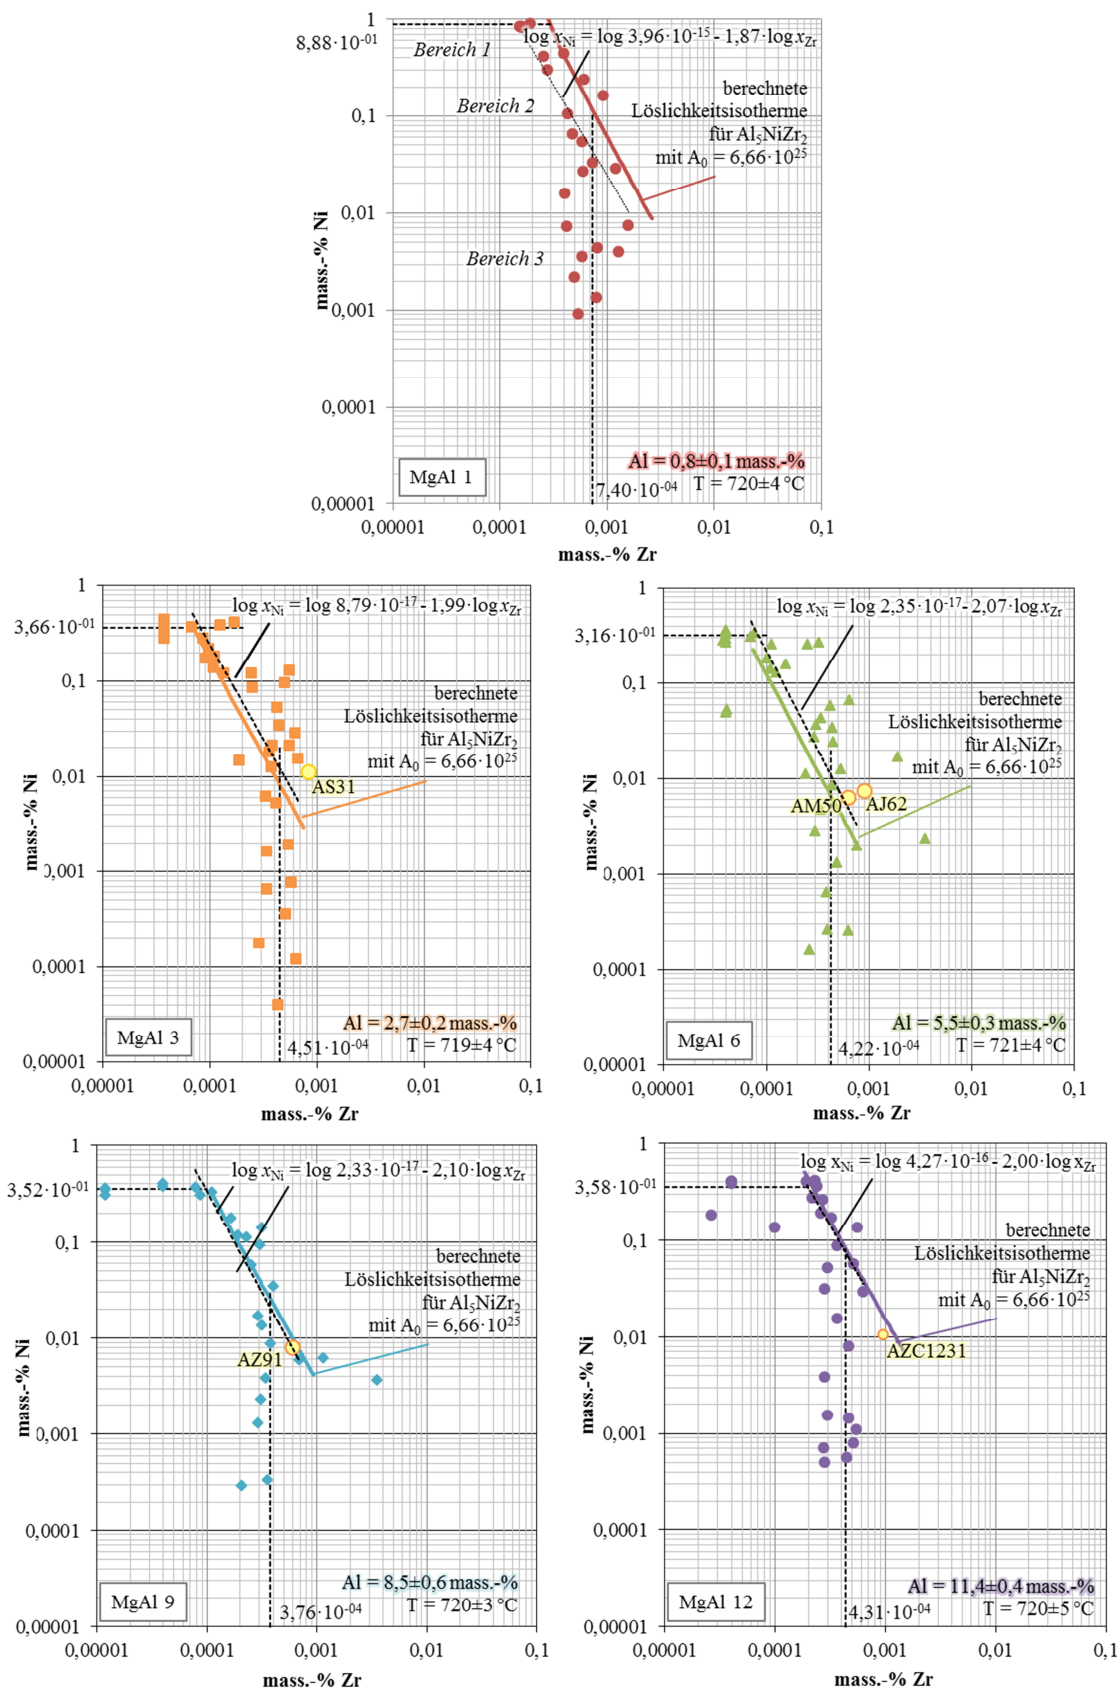 1
8,88·10⁻⁰¹
0,1
0,01
0,001
0,0001
0,00001
mass.-% Ni
Bereich 1
Bereich 2
Bereich 3
log xNi = log 3,96·10⁻¹⁵ - 1,87·log xZr
berechnete
Löslichkeitsisotherme
für Al₅NiZr₂
mit A₀ = 6,66·10²⁵
MgAl 1
Al = 0,8±0,1 mass.-%
T = 720±4 °C
7,40·10⁻⁰⁴
0,00001 0,0001 0,001 0,01 0,1
mass.-% Zr
1
3,66·10⁻⁰¹
0,1
0,01
0,001
0,0001
0,00001
mass.-% Ni
log xNi = log 8,79·10⁻¹⁷ - 1,99·log xZr
berechnete
Löslichkeitsisotherme
für Al₅NiZr₂
mit A₀ = 6,66·10²⁵
AS31
MgAl 3
Al = 2,7±0,2 mass.-%
T = 719±4 °C
4,51·10⁻⁰⁴
0,00001 0,0001 0,001 0,01 0,1
mass.-% Zr
1
3,16·10⁻⁰¹
0,1
0,01
0,001
0,0001
0,00001
mass.-% Ni
log xNi = log 2,35·10⁻¹⁷ - 2,07·log xZr
berechnete
Löslichkeitsisotherme
für Al₅NiZr₂
mit A₀ = 6,66·10²⁵
AM50
AJ62
MgAl 6
Al = 5,5±0,3 mass.-%
T = 721±4 °C
4,22·10⁻⁰⁴
0,00001 0,0001 0,001 0,01 0,1
mass.-% Zr
1
3,52·10⁻⁰¹
0,1
0,01
0,001
0,0001
0,00001
mass.-% Ni
log xNi = log 2,33·10⁻¹⁷ - 2,10·log xZr
berechnete
Löslichkeitsisotherme
für Al₅NiZr₂
mit A₀ = 6,66·10²⁵
AZ91
MgAl 9
Al = 8,5±0,6 mass.-%
T = 720±3 °C
3,76·10⁻⁰⁴
0,00001 0,0001 0,001 0,01 0,1
mass.-% Zr
1
3,58·10⁻⁰¹
0,1
0,01
0,001
0,0001
0,00001
mass.-% Ni
log xNi = log 4,27·10⁻¹⁶ - 2,00·log xZr
berechnete
Löslichkeitsisotherme
für Al₅NiZr₂
mit A₀ = 6,66·10²⁵
AZC1231
MgAl 12
Al = 11,4±0,4 mass.-%
T = 720±5 °C
4,31·10⁻⁰⁴
0,00001 0,0001 0,001 0,01 0,1
mass.-% Zr